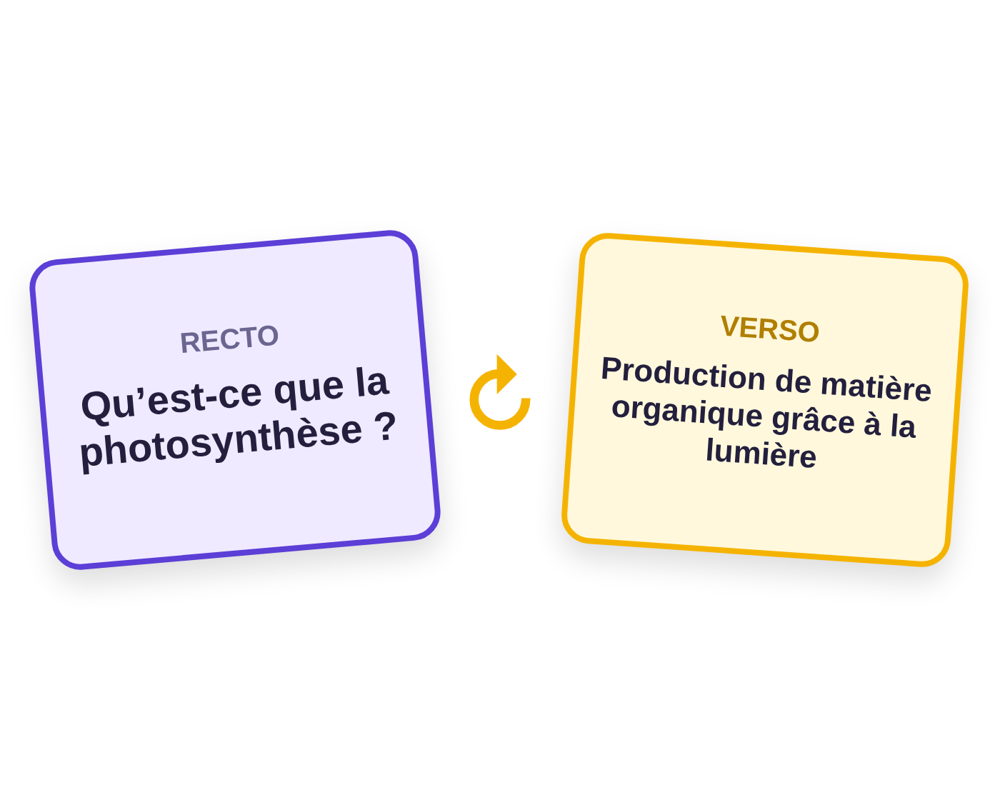 RECTO
Qu’est-ce que la
photosynthèse ?
VERSO
Production de matière
organique grâce à la
lumière